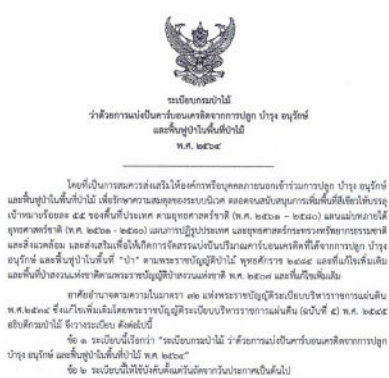 ระเบียบกรมป่าไม้
ว่าด้วยการแบ่งปันคาร์บอนเครดิตจากการปลูก บำรุง อนุรักษ์
และฟื้นฟูป่าในพื้นที่ป่าไม้
พ.ศ. ๒๕๖๔
โดยที่เป็นการสมควรส่งเสริมให้องค์กรหรือบุคคลภายนอกเข้าร่วมการปลูก บำรุง อนุรักษ์
และฟื้นฟูป่าในพื้นที่ป่าไม้ เพื่อรักษาความสมดุลของระบบนิเวศ ตลอดจนสนับสนุนการเพิ่มพื้นที่สีเขียวให้บรรลุ
เป้าหมายร้อยละ ๕๕ ของพื้นที่ประเทศ ตามยุทธศาสตร์ชาติ (พ.ศ. ๒๕๖๑ – ๒๕๘๐) แผนแม่บทภายใต้
ยุทธศาสตร์ชาติ (พ.ศ. ๒๕๖๑ - ๒๕๘๐) แผนการปฏิรูปประเทศ และยุทธศาสตร์กระทรวงทรัพยากรธรรมชาติ
และสิ่งแวดล้อม และส่งเสริมให้เกิดการจัดสรรแบ่งปันปริมาณคาร์บอนเครดิตที่ได้จากการปลูก บำรุง
อนุรักษ์ และฟื้นฟูป่าในพื้นที่ "ป่า" ตามพระราชบัญญัติป่าไม้ พุทธศักราช ๒๔๘๔ และที่แก้ไขเพิ่มเติม
และพื้นที่ป่าสงวนแห่งชาติตามพระราชบัญญัติป่าสงวนแห่งชาติ พ.ศ. ๒๕๐๗ และที่แก้ไขเพิ่มเติม
อาศัยอำนาจตามความในมาตรา ๓๒ แห่งพระราชบัญญัติระเบียบบริหารราชการแผ่นดิน
พ.ศ.๒๕๓๔ ซึ่งแก้ไขเพิ่มเติมโดยพระราชบัญญัติระเบียบบริหารราชการแผ่นดิน (ฉบับที่ ๕) พ.ศ. ๒๕๔๕
อธิบดีกรมป่าไม้ จึงวางระเบียบ ดังต่อไปนี้
ข้อ ๑ ระเบียบนี้เรียกว่า "ระเบียบกรมป่าไม้ ว่าด้วยการแบ่งปันคาร์บอนเครดิตจากการปลูก
บำรุง อนุรักษ์ และฟื้นฟูป่าในพื้นที่ป่าไม้ พ.ศ. ๒๕๖๔"
ข้อ ๒ ระเบียบนี้ให้ใช้บังคับตั้งแต่วันถัดจากวันประกาศเป็นต้นไป